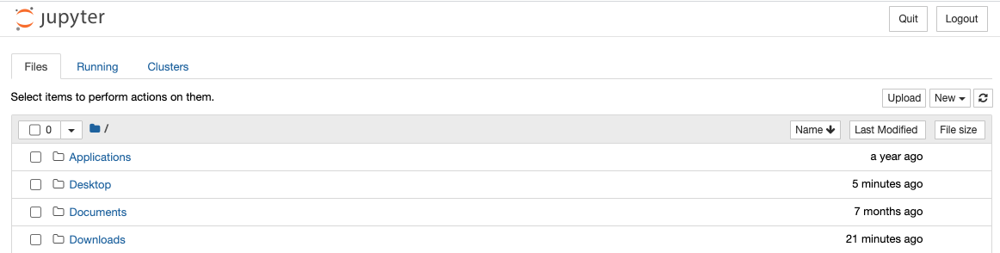 jupyter Quit Logout
Files Running Clusters
Select items to perform actions on them. Upload New
0 / Name Last Modified File size
Applications a year ago
Desktop 5 minutes ago
Documents 7 months ago
Downloads 21 minutes ago